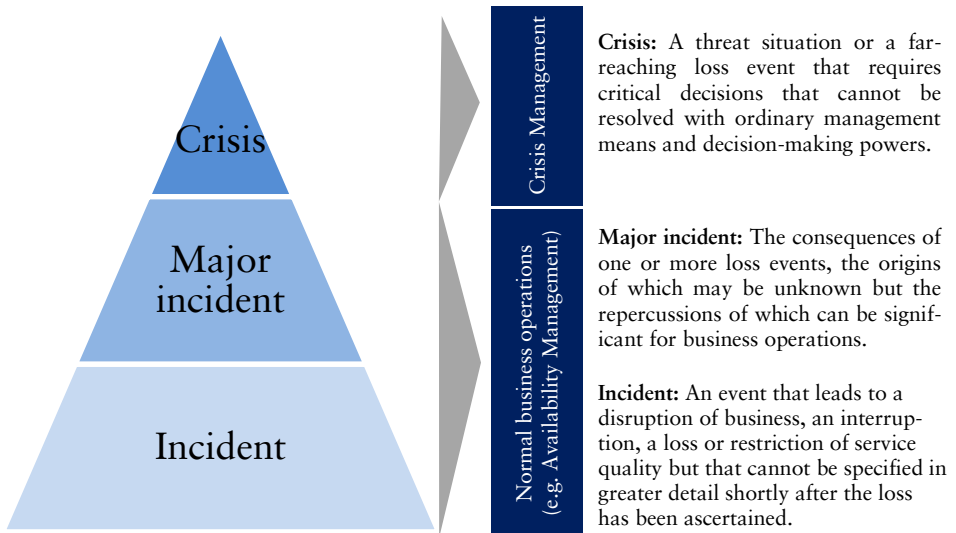 Crisis
Major
incident
Incident
Crisis Management
Normal business operations
(e.g. Availability Management)
Crisis: A threat situation or a far-
reaching loss event that requires
critical decisions that cannot be
resolved with ordinary management
means and decision-making powers.
Major incident: The consequences of
one or more loss events, the origins
of which may be unknown but the
repercussions of which can be signif-
icant for business operations.
Incident: An event that leads to a
disruption of business, an interrup-
tion, a loss or restriction of service
quality but that cannot be specified in
greater detail shortly after the loss
has been ascertained.